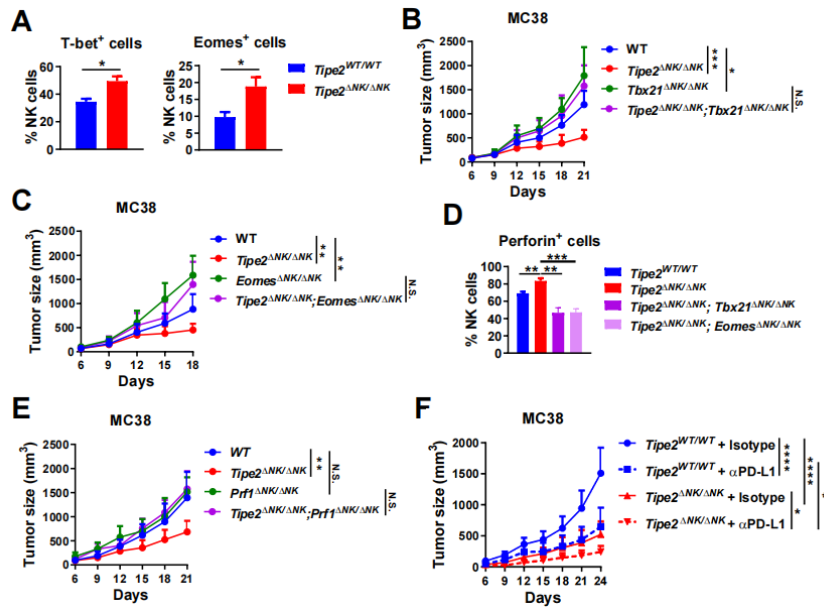 A
T-bet⁺ cells
% NK cells
60
40
20
0
*
Eomes⁺ cells
% NK cells
25
20
15
10
5
0
*
Tipe2^WT/WT
Tipe2^ΔNK/ΔNK
B
MC38
Tumor size (mm³)
2500
2000
1500
1000
500
0
6 9 12 15 18 21
Days
WT
Tipe2^ΔNK/ΔNK
Tbx21^ΔNK/ΔNK
Tipe2^ΔNK/ΔNK;Tbx21^ΔNK/ΔNK
***
*
N.S.
C
MC38
Tumor size (mm³)
2500
2000
1500
1000
500
0
6 9 12 15 18
Days
WT
Tipe2^ΔNK/ΔNK
Eomes^ΔNK/ΔNK
Tipe2^ΔNK/ΔNK;Eomes^ΔNK/ΔNK
**
**
N.S.
D
Perforin⁺ cells
% NK cells
100
80
60
40
20
0
***
** **
Tipe2^WT/WT
Tipe2^ΔNK/ΔNK
Tipe2^ΔNK/ΔNK; Tbx21^ΔNK/ΔNK
Tipe2^ΔNK/ΔNK; Eomes^ΔNK/ΔNK
E
MC38
Tumor size (mm³)
2500
2000
1500
1000
500
0
6 9 12 15 18 21
Days
WT
Tipe2^ΔNK/ΔNK
Prf1^ΔNK/ΔNK
Tipe2^ΔNK/ΔNK;Prf1^ΔNK/ΔNK
**
N.S.
N.S.
F
MC38
Tumor size (mm³)
2000
1500
1000
500
0
6 9 12 15 18 21 24
Days
Tipe2^WT/WT + Isotype
Tipe2^WT/WT + αPD-L1
Tipe2^ΔNK/ΔNK + Isotype
Tipe2^ΔNK/ΔNK + αPD-L1
****
****
*